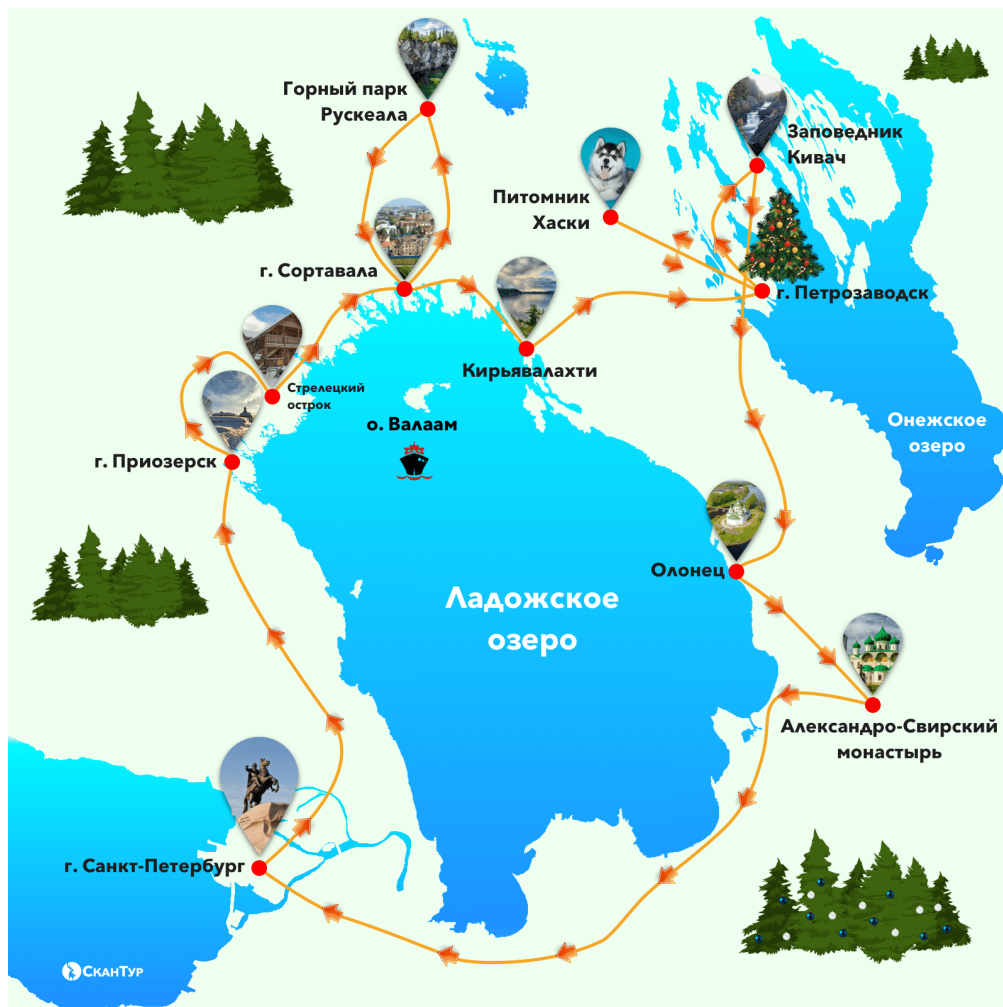 Горный парк
Рускеала
Заповедник
Кивач
Питомник
Хаски
г. Сортавала
г. Петрозаводск
Кирьявалахти
Стрелецкий
острок
о. Валаам
Онежское
озеро
г. Приозерск
Олонец
Ладожское
озеро
Александро-Свирский
монастырь
г. Санкт-Петербург
СканТур